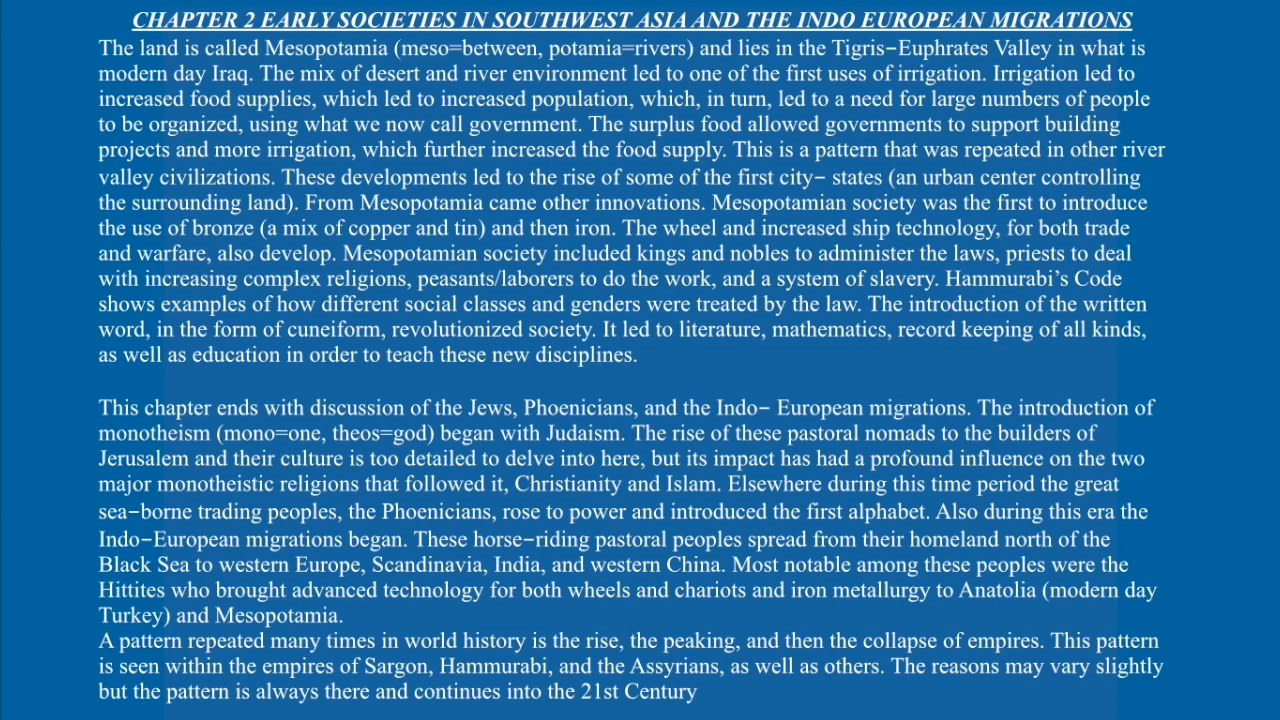 CHAPTER 2 EARLY SOCIETIES IN SOUTHWEST ASIA AND THE INDO EUROPEAN MIGRATIONS
The land is called Mesopotamia (meso=between, potamia=rivers) and lies in the Tigris−Euphrates Valley in what is
modern day Iraq. The mix of desert and river environment led to one of the first uses of irrigation. Irrigation led to
increased food supplies, which led to increased population, which, in turn, led to a need for large numbers of people
to be organized, using what we now call government. The surplus food allowed governments to support building
projects and more irrigation, which further increased the food supply. This is a pattern that was repeated in other river
valley civilizations. These developments led to the rise of some of the first city− states (an urban center controlling
the surrounding land). From Mesopotamia came other innovations. Mesopotamian society was the first to introduce
the use of bronze (a mix of copper and tin) and then iron. The wheel and increased ship technology, for both trade
and warfare, also develop. Mesopotamian society included kings and nobles to administer the laws, priests to deal
with increasing complex religions, peasants/laborers to do the work, and a system of slavery. Hammurabi’s Code
shows examples of how different social classes and genders were treated by the law. The introduction of the written
word, in the form of cuneiform, revolutionized society. It led to literature, mathematics, record keeping of all kinds,
as well as education in order to teach these new disciplines.
This chapter ends with discussion of the Jews, Phoenicians, and the Indo− European migrations. The introduction of
monotheism (mono=one, theos=god) began with Judaism. The rise of these pastoral nomads to the builders of
Jerusalem and their culture is too detailed to delve into here, but its impact has had a profound influence on the two
major monotheistic religions that followed it, Christianity and Islam. Elsewhere during this time period the great
sea−borne trading peoples, the Phoenicians, rose to power and introduced the first alphabet. Also during this era the
Indo−European migrations began. These horse−riding pastoral peoples spread from their homeland north of the
Black Sea to western Europe, Scandinavia, India, and western China. Most notable among these peoples were the
Hittites who brought advanced technology for both wheels and chariots and iron metallurgy to Anatolia (modern day
Turkey) and Mesopotamia.
A pattern repeated many times in world history is the rise, the peaking, and then the collapse of empires. This pattern
is seen within the empires of Sargon, Hammurabi, and the Assyrians, as well as others. The reasons may vary slightly
but the pattern is always there and continues into the 21st Century